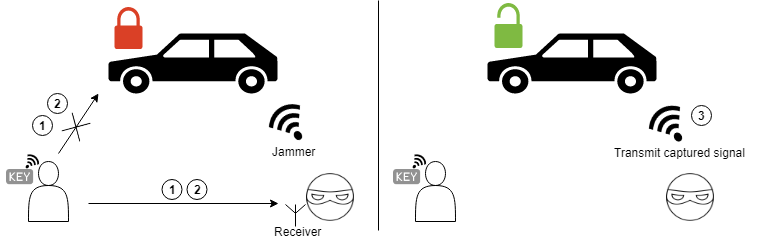 2
1
Jammer
KEY
1 2
Receiver
3
Transmit captured signal
KEY